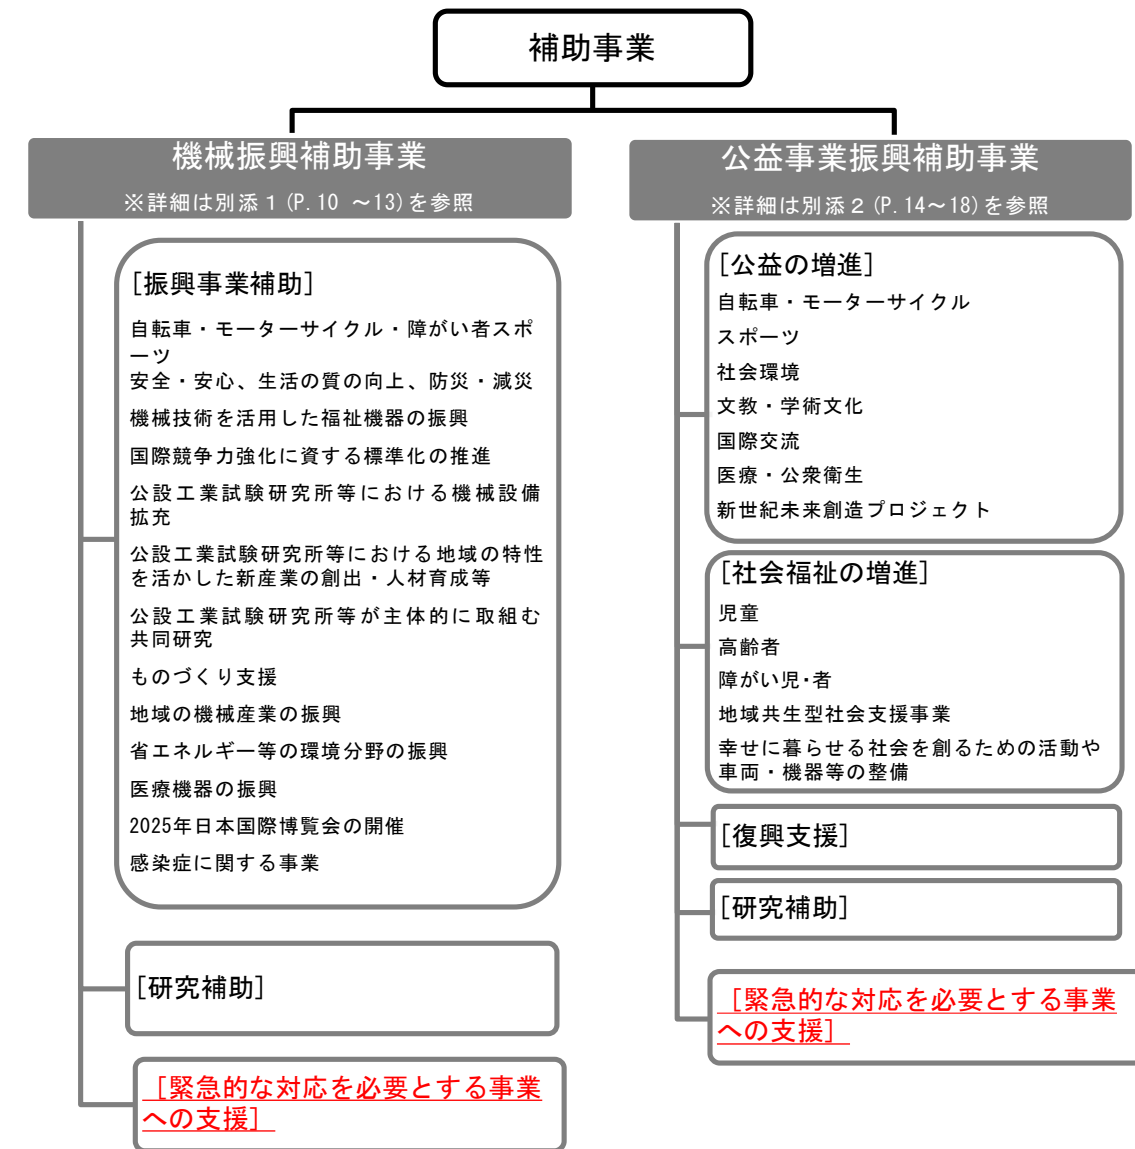 補助事業
機械振興補助事業
※詳細は別添1(P.10 ～13)を参照
[振興事業補助]
自転車・モーターサイクル・障がい者スポ
ーツ
安全・安心、生活の質の向上、防災・減災
機械技術を活用した福祉機器の振興
国際競争力強化に資する標準化の推進
公設工業試験研究所等における機械設備
拡充
公設工業試験研究所等における地域の特性
を活かした新産業の創出・人材育成等
公設工業試験研究所等が主体的に取組む
共同研究
ものづくり支援
地域の機械産業の振興
省エネルギー等の環境分野の振興
医療機器の振興
2025年日本国際博覧会の開催
感染症に関する事業
[研究補助]
[緊急的な対応を必要とする事業
への支援]
公益事業振興補助事業
※詳細は別添2(P.14～18)を参照
[公益の増進]
自転車・モーターサイクル
スポーツ
社会環境
文教・学術文化
国際交流
医療・公衆衛生
新世紀未来創造プロジェクト
[社会福祉の増進]
児童
高齢者
障がい児・者
地域共生型社会支援事業
幸せに暮らせる社会を創るための活動や
車両・機器等の整備
[復興支援]
[研究補助]
[緊急的な対応を必要とする事業
への支援]